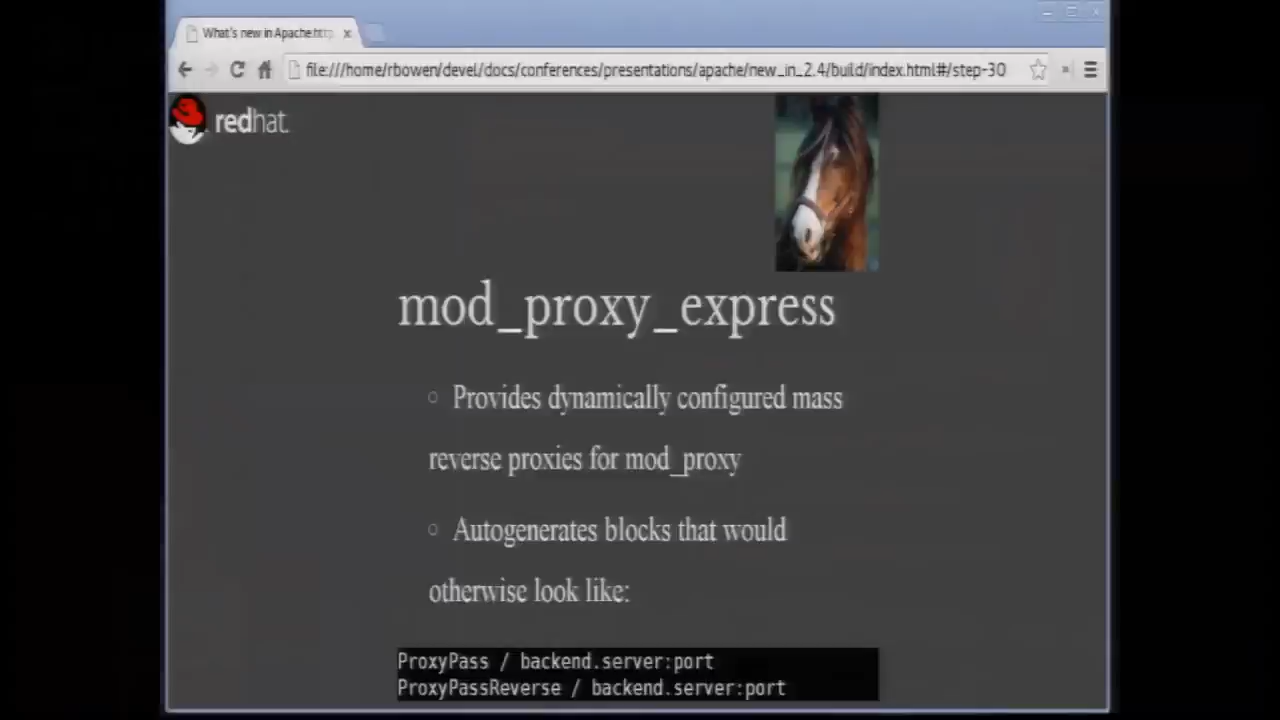 What's new in Apache htt
file:///home/rbowen/devel/docs/conferences/presentations/apache/new_in_2.4/build/index.html#/step-30
redhat.
mod_proxy_express
Provides dynamically configured mass
reverse proxies for mod_proxy
Autogenerates blocks that would
otherwise look like:
ProxyPass / backend.server:port
ProxyPassReverse / backend.server:port